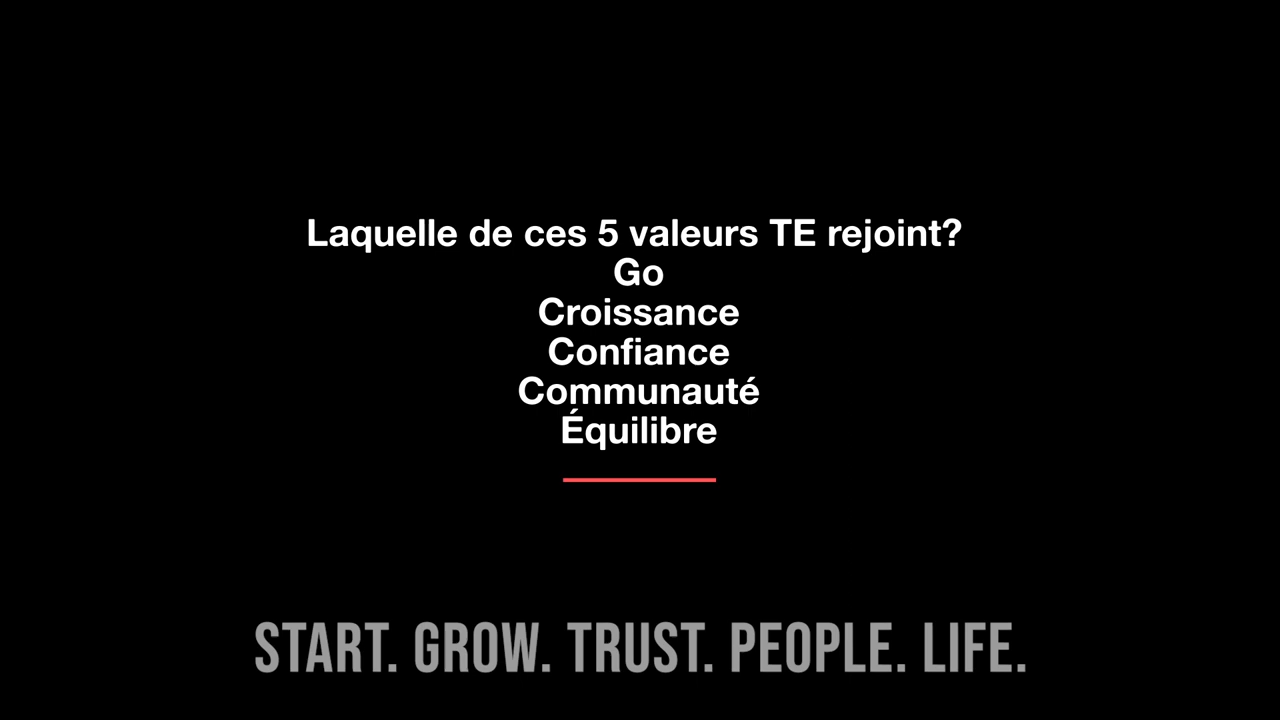 Laquelle de ces 5 valeurs TE rejoint?
Go
Croissance
Confiance
Communauté
Équilibre
START. GROW. TRUST. PEOPLE. LIFE.